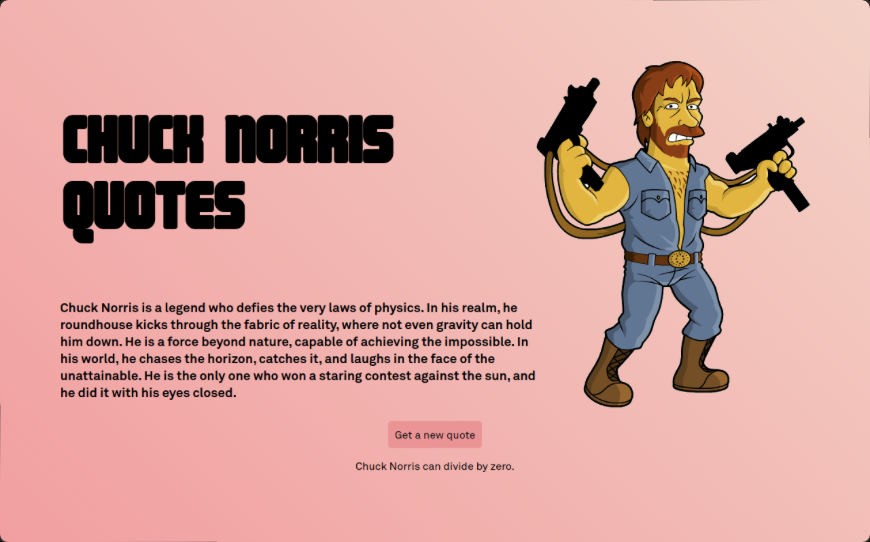 CHUCK NORRIS
QUOTES
Chuck Norris is a legend who defies the very laws of physics. In his realm, he
roundhouse kicks through the fabric of reality, where not even gravity can hold
him down. He is a force beyond nature, capable of achieving the impossible. In
his world, he chases the horizon, catches it, and laughs in the face of the
unattainable. He is the only one who won a staring contest against the sun, and
he did it with his eyes closed.
Get a new quote
Chuck Norris can divide by zero.